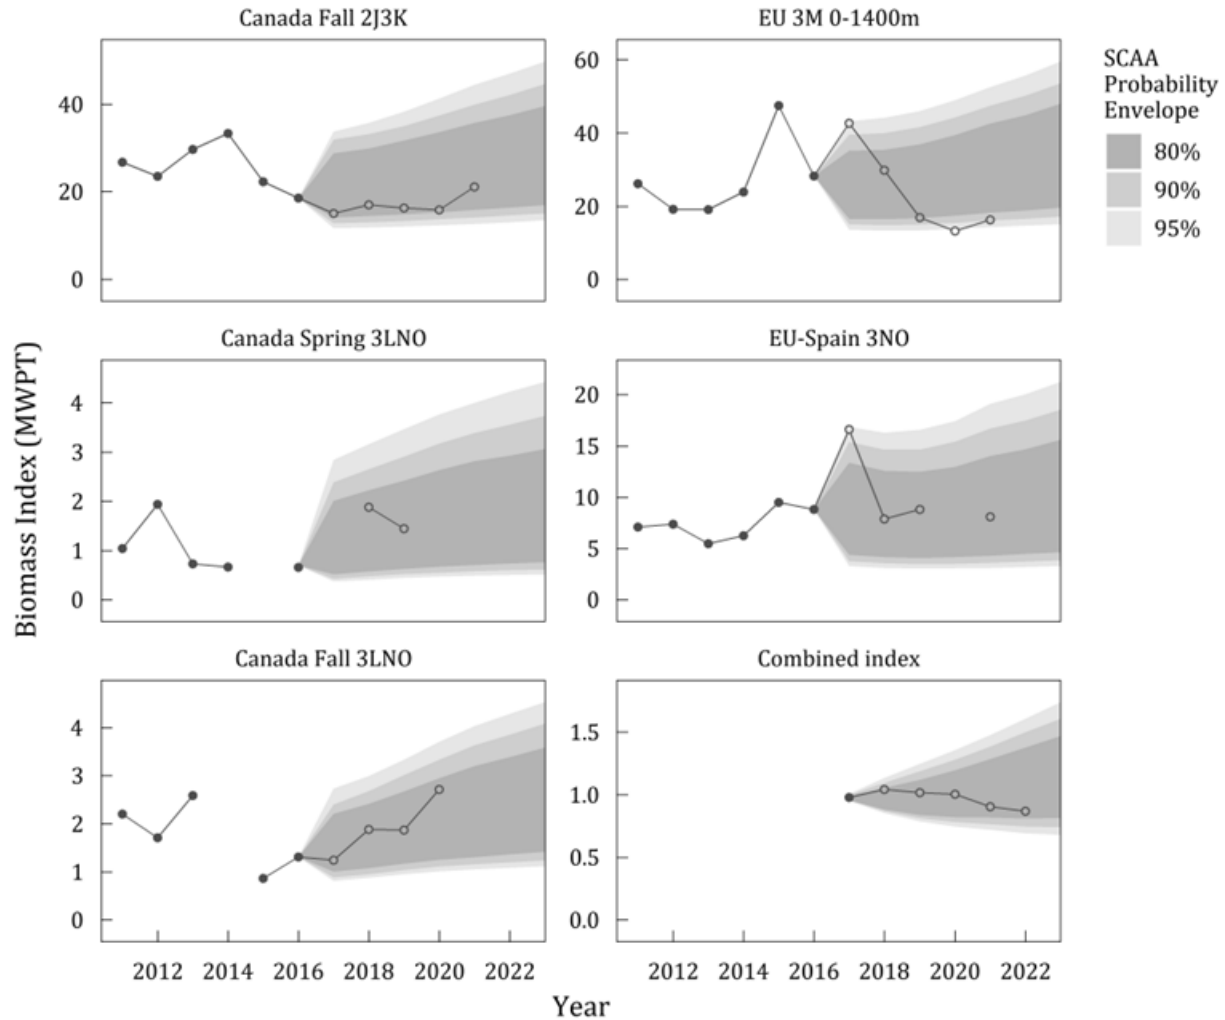 Canada Fall 2J3K
EU 3M 0-1400m
40
20
0
60
40
20
0
SCAA
Probability
Envelope
80%
90%
95%
Canada Spring 3LNO
EU-Spain 3NO
4
3
2
1
0
20
15
10
5
0
Biomass Index (MWPT)
Canada Fall 3LNO
Combined index
4
3
2
1
0
1.5
1.0
0.5
0.0
2012 2014 2016 2018 2020 2022
2012 2014 2016 2018 2020 2022
Year